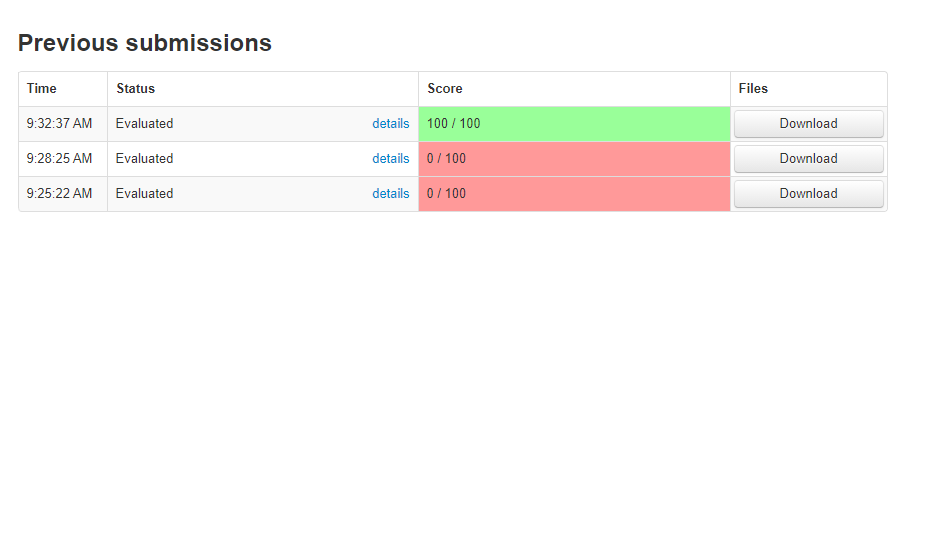 Previous submissions
Time Status Score Files
9:32:37 AM Evaluated details 100 / 100 Download
9:28:25 AM Evaluated details 0 / 100 Download
9:25:22 AM Evaluated details 0 / 100 Download